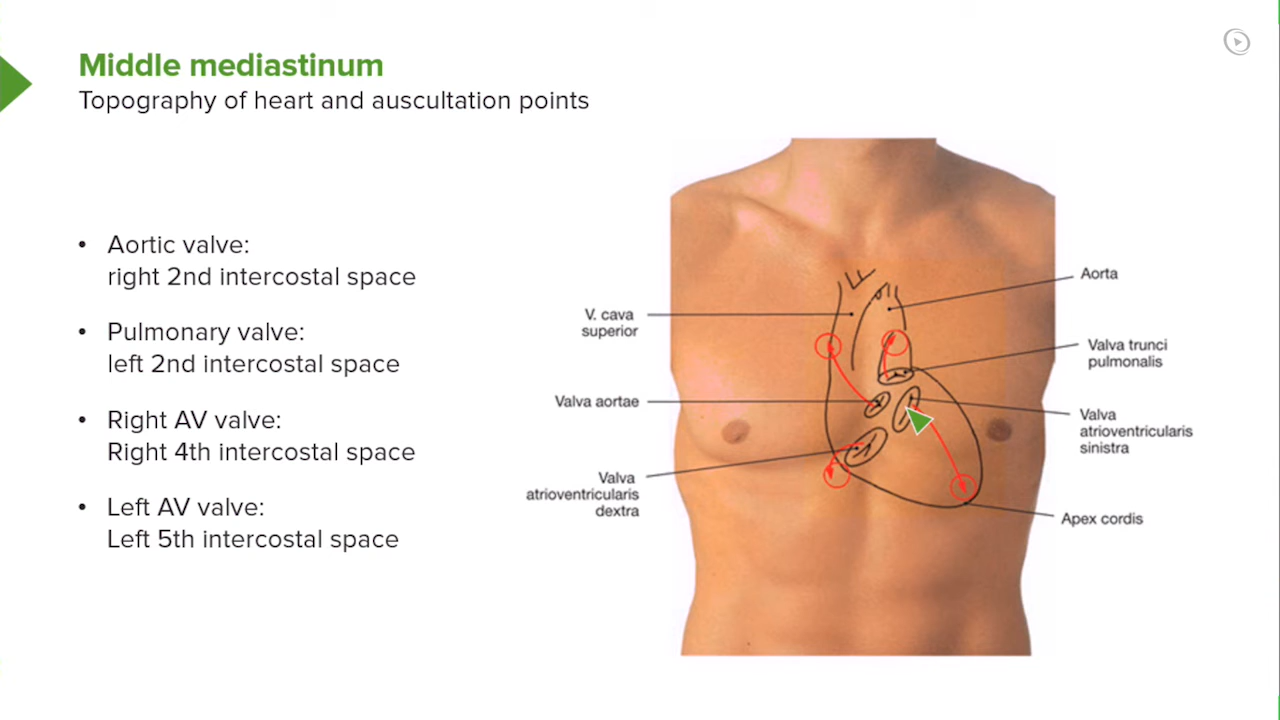 Middle mediastinum
Topography of heart and auscultation points
• Aortic valve:
right 2nd intercostal space
• Pulmonary valve:
left 2nd intercostal space
• Right AV valve:
Right 4th intercostal space
• Left AV valve:
Left 5th intercostal space
V. cava
superior
Valva aortae
Valva
atrioventricularis
dextra
Aorta
Valva trunci
pulmonalis
Valva
atrioventricularis
sinistra
Apex cordis